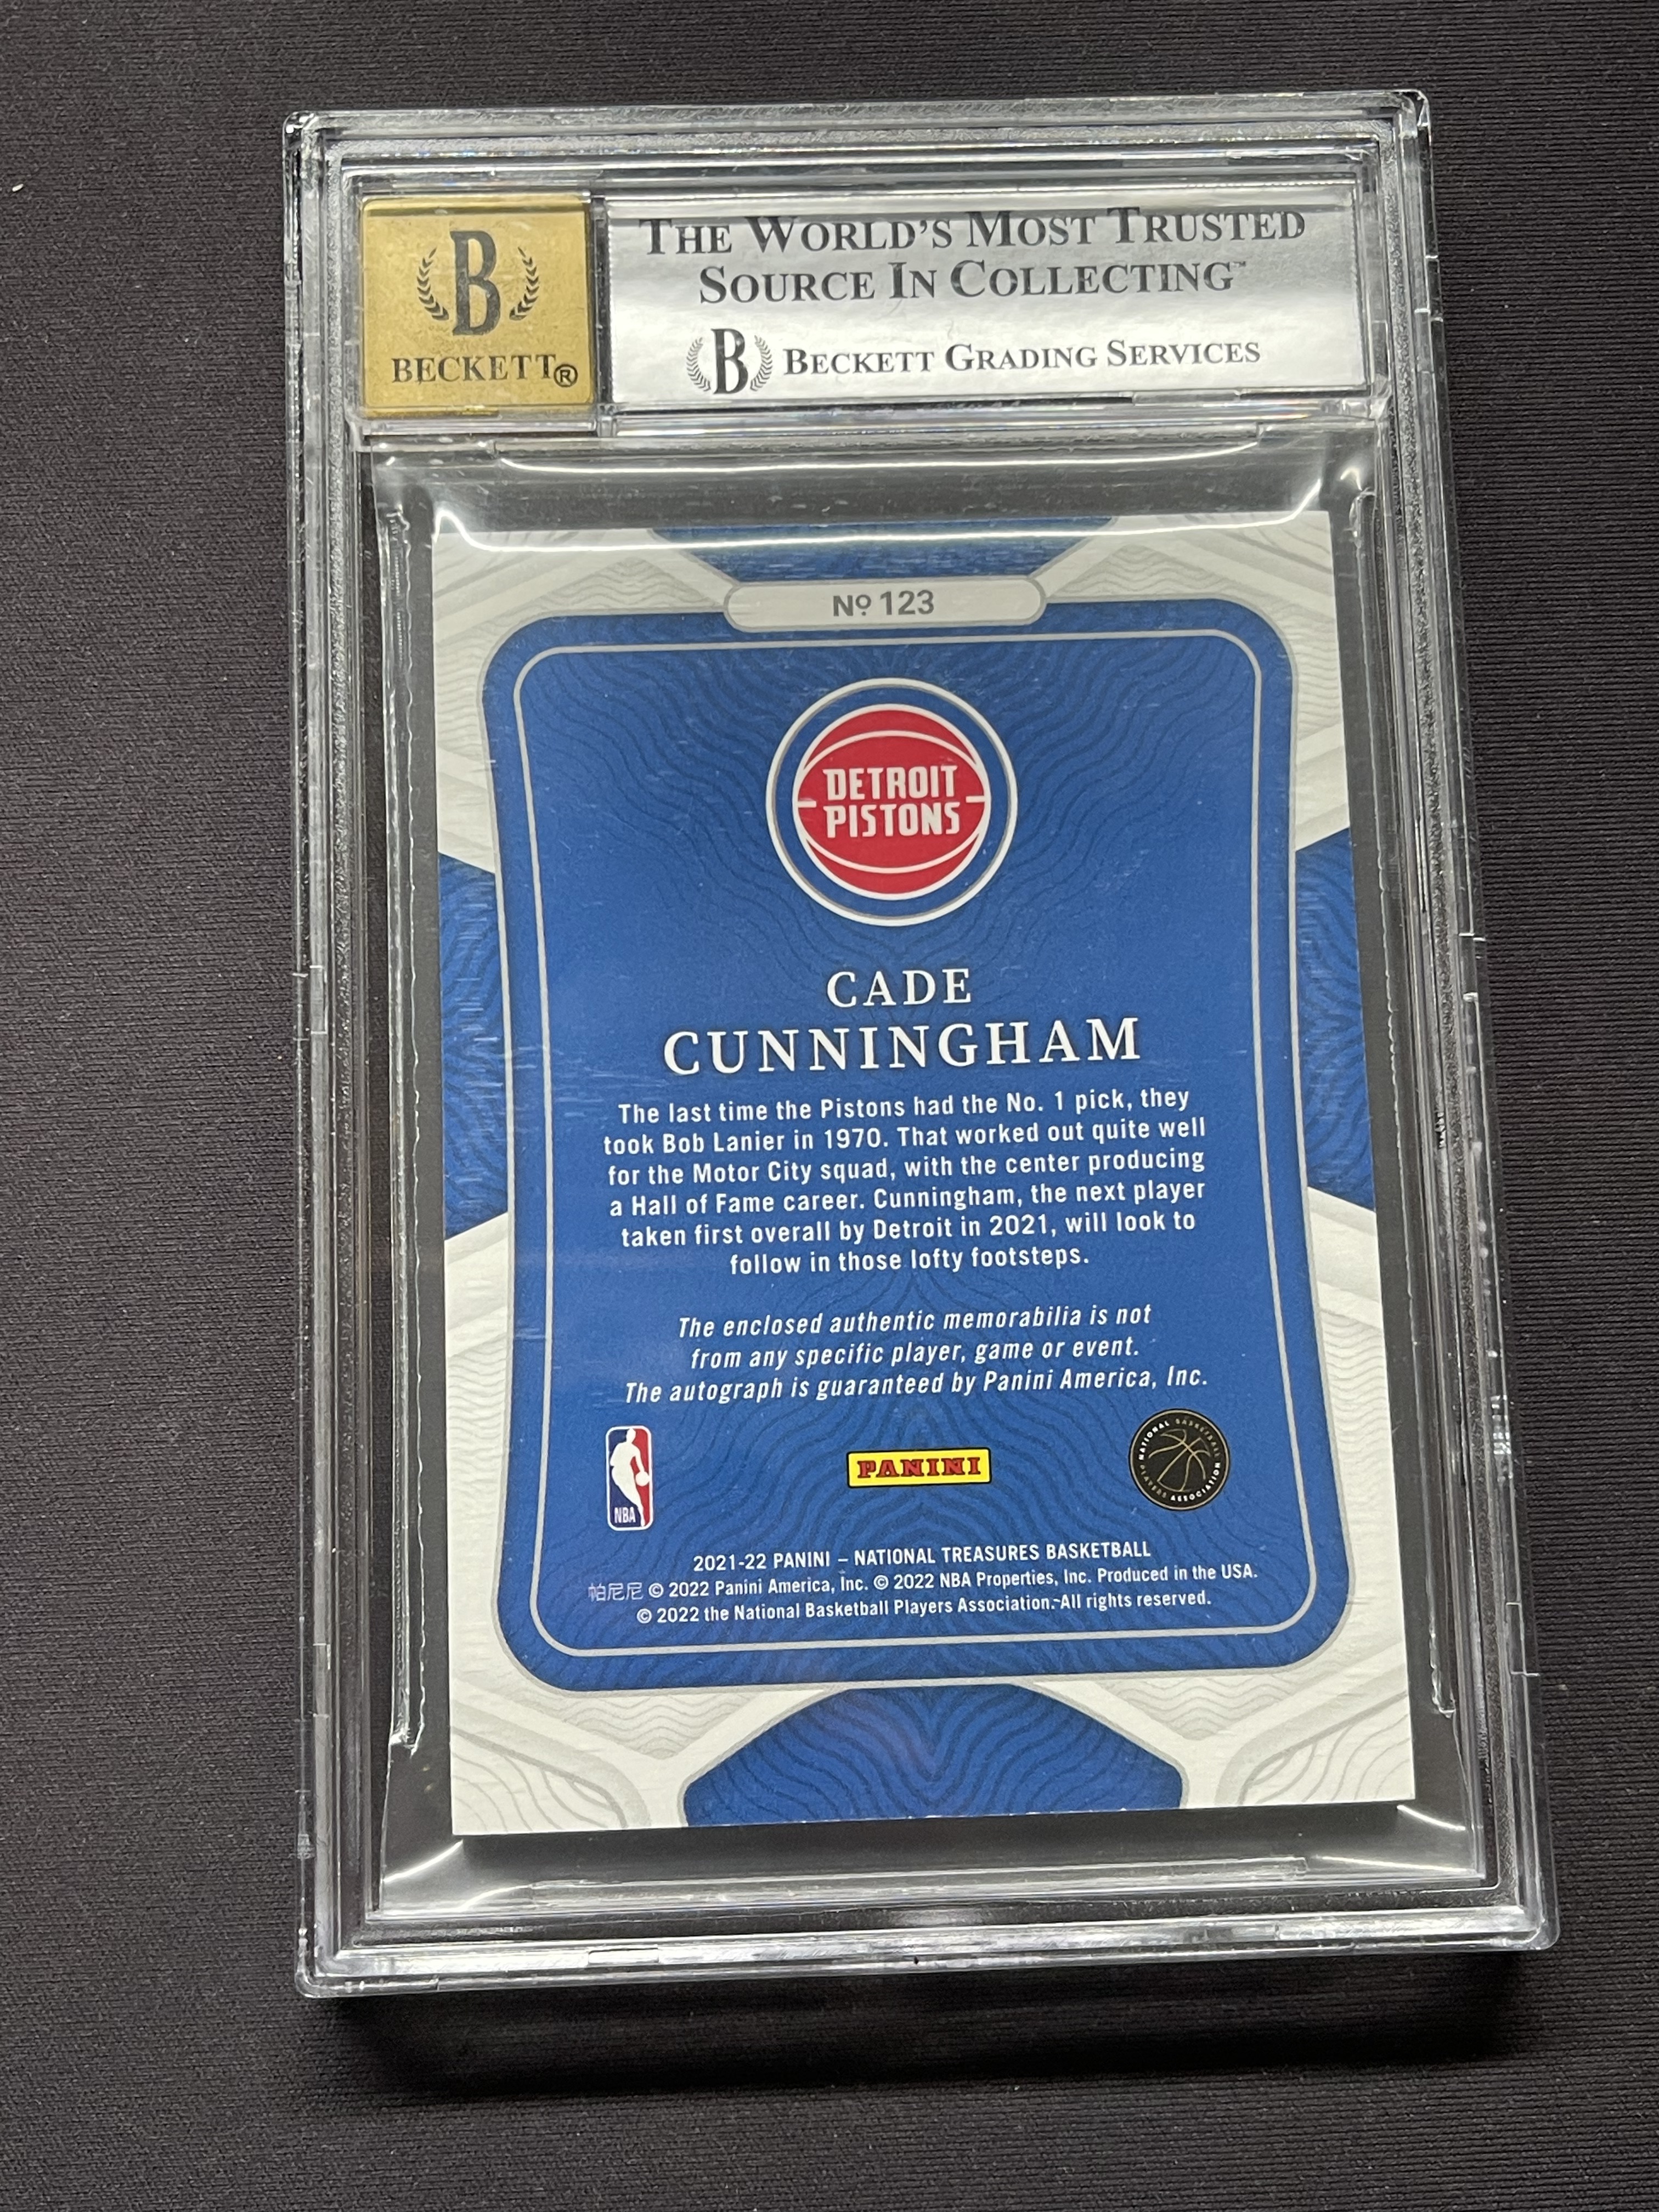 B
BECKETT®
THE WORLD'S MOST TRUSTED
SOURCE IN COLLECTING™
B BECKETT GRADING SERVICES
Nº 123
DETROIT
PISTONS
CADE
CUNNINGHAM
The last time the Pistons had the No. 1 pick, they
took Bob Lanier in 1970. That worked out quite well
for the Motor City squad, with the center producing
a Hall of Fame career. Cunningham, the next player
taken first overall by Detroit in 2021, will look to
follow in those lofty footsteps.
The enclosed authentic memorabilia is not
from any specific player, game or event.
The autograph is guaranteed by Panini America, Inc.
NBA
PANINI
NATIONAL BASKETBALL PLAYERS ASSOCIATION
2021-22 PANINI – NATIONAL TREASURES BASKETBALL
帕尼尼 © 2022 Panini America, Inc. © 2022 NBA Properties, Inc. Produced in the USA.
© 2022 the National Basketball Players Association. All rights reserved.